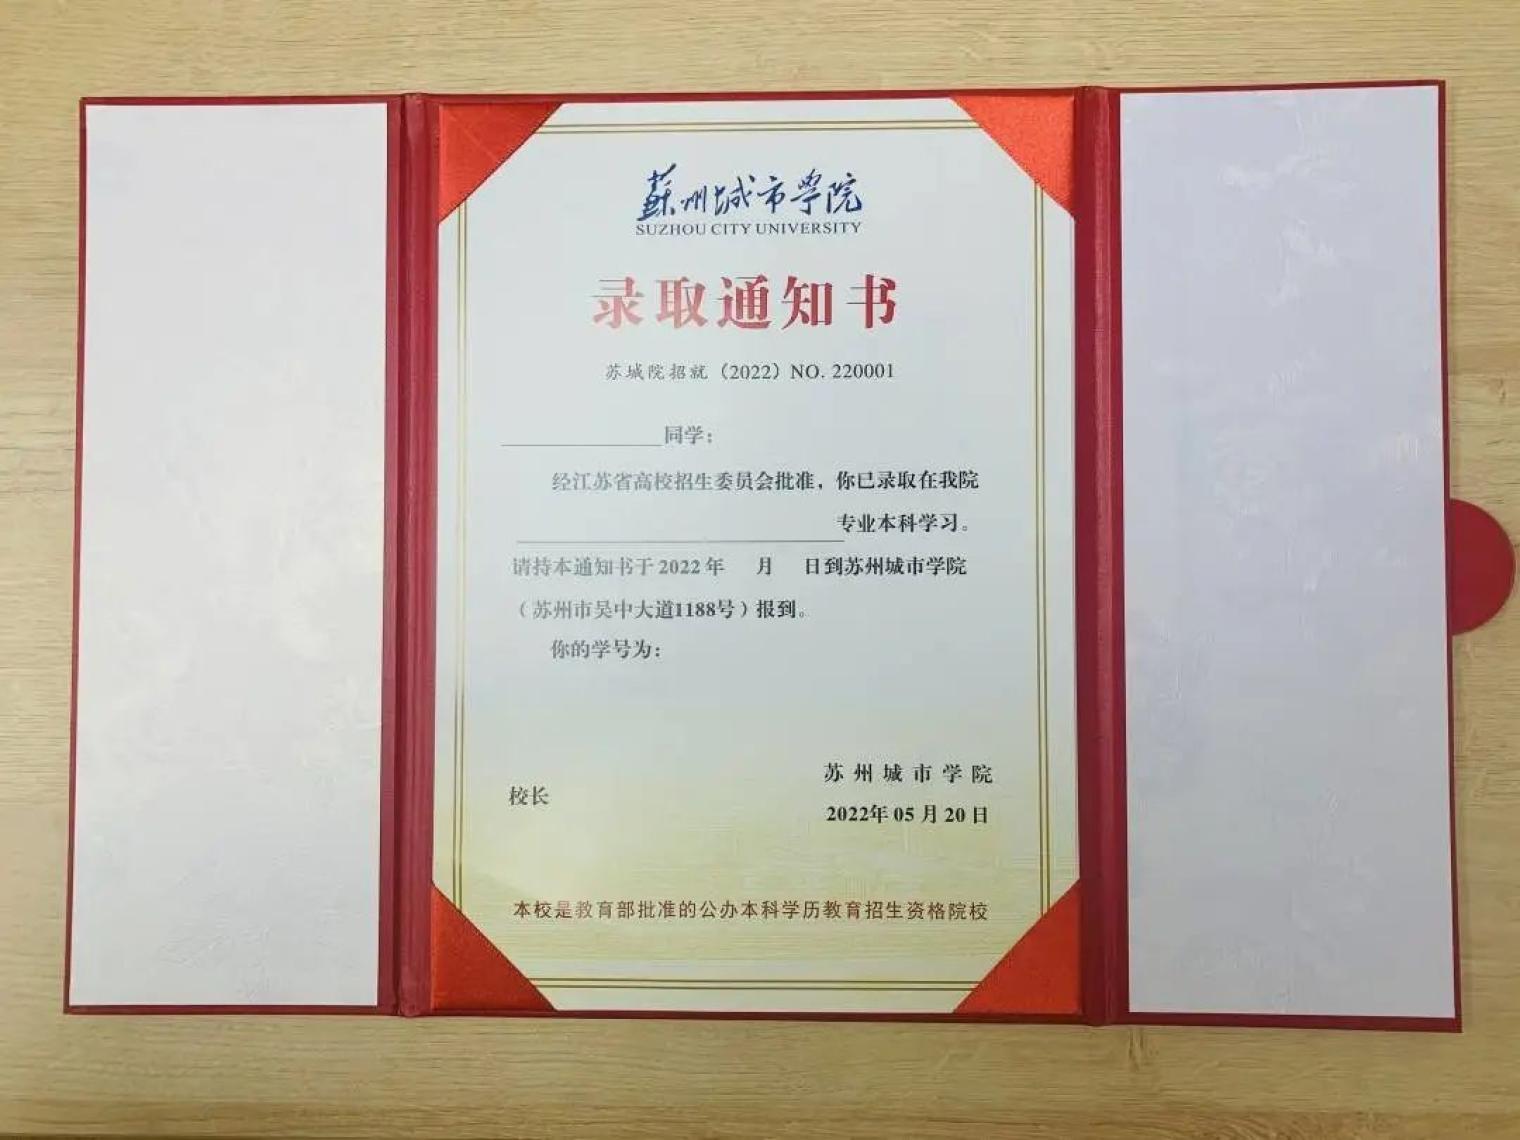 蘇州城市学院
SUZHOU CITY UNIVERSITY
录取通知书
苏城院招就（2022）NO. 220001
同学：
经江苏省高校招生委员会批准，你已录取在我院
专业本科学习。
请持本通知书于2022年 月 日到苏州城市学院
（苏州市吴中大道1188号）报到。
你的学号为：
苏州城市学院
校长
2022年05月20日
本校是教育部批准的公办本科学历教育招生资格院校